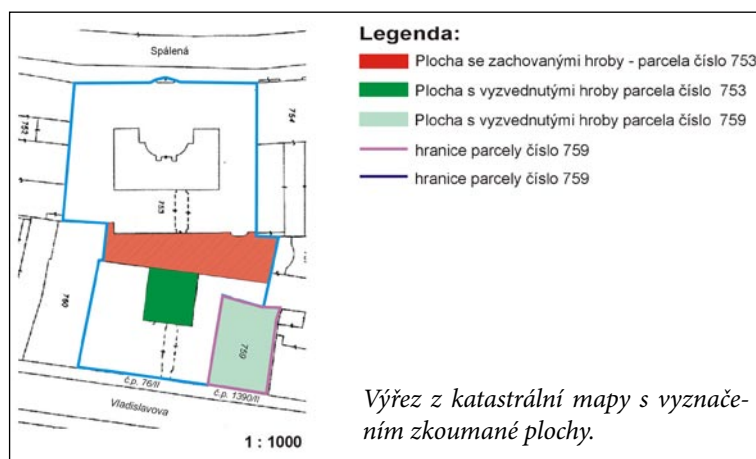 Spálená
Legenda:
Plocha se zachovanými hroby - parcela číslo 753
Plocha s vyzvednutými hroby parcela číslo 753
Plocha s vyzvednutými hroby parcela číslo 759
hranice parcely číslo 759
hranice parcely číslo 759
754
752
753
760
759
č.p. 76/II
č.p. 1390/II
Vladislavova
1 : 1000
Výřez z katastrální mapy s vyznače-
ním zkoumané plochy.